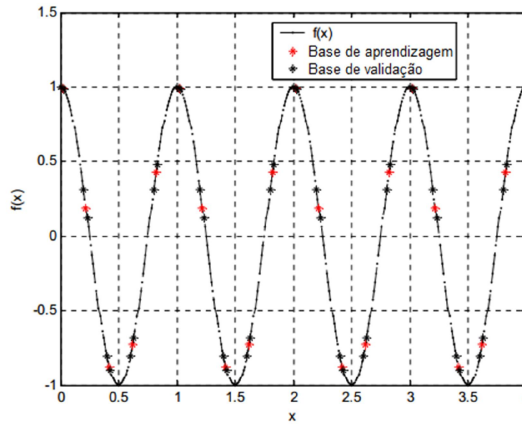 f(x)
Base de aprendizagem
Base de validação
1.5
1
0.5
0
-0.5
-1
f(x)
0 0.5 1 1.5 2 2.5 3 3.5
x